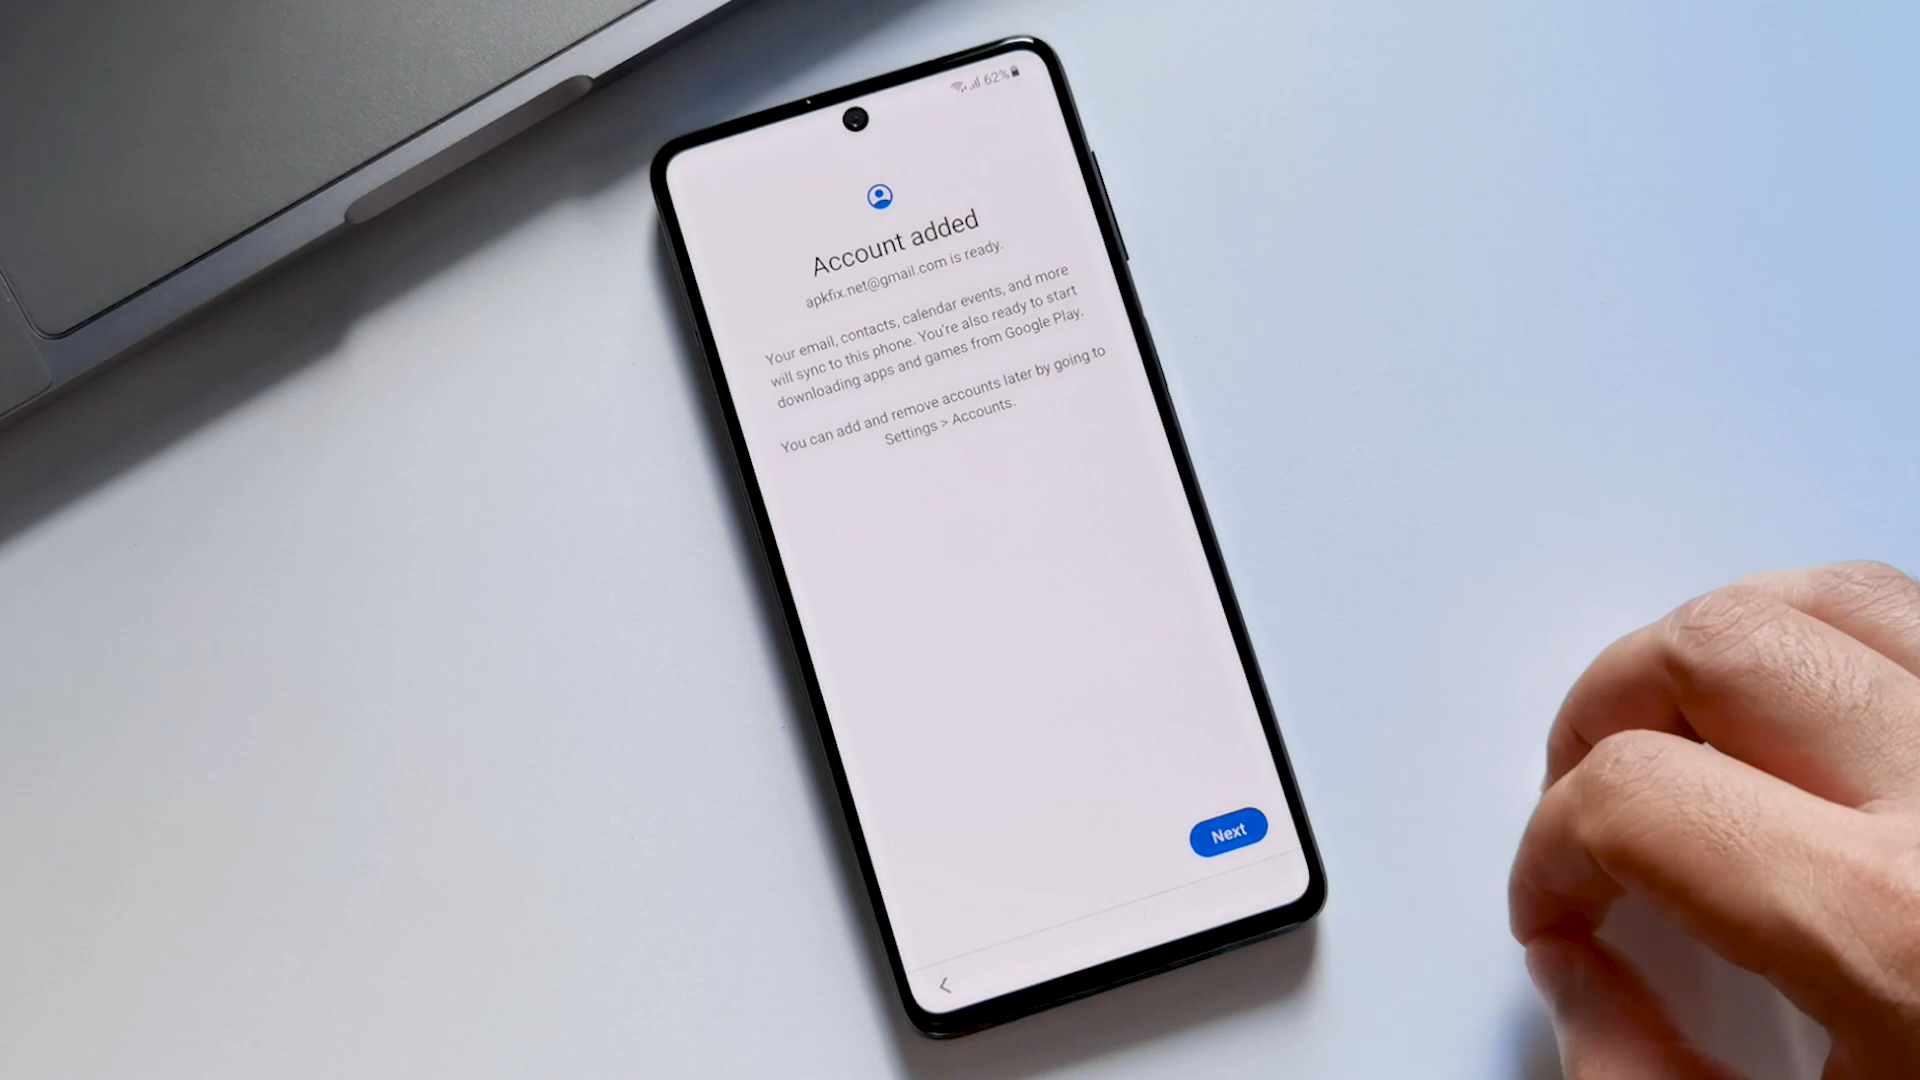 62%
Account added
apkfix.net@gmail.com is ready.
Your email, contacts, calendar events, and more
will sync to this phone. You're also ready to start
downloading apps and games from Google Play.
You can add and remove accounts later by going to
Settings > Accounts.
Next